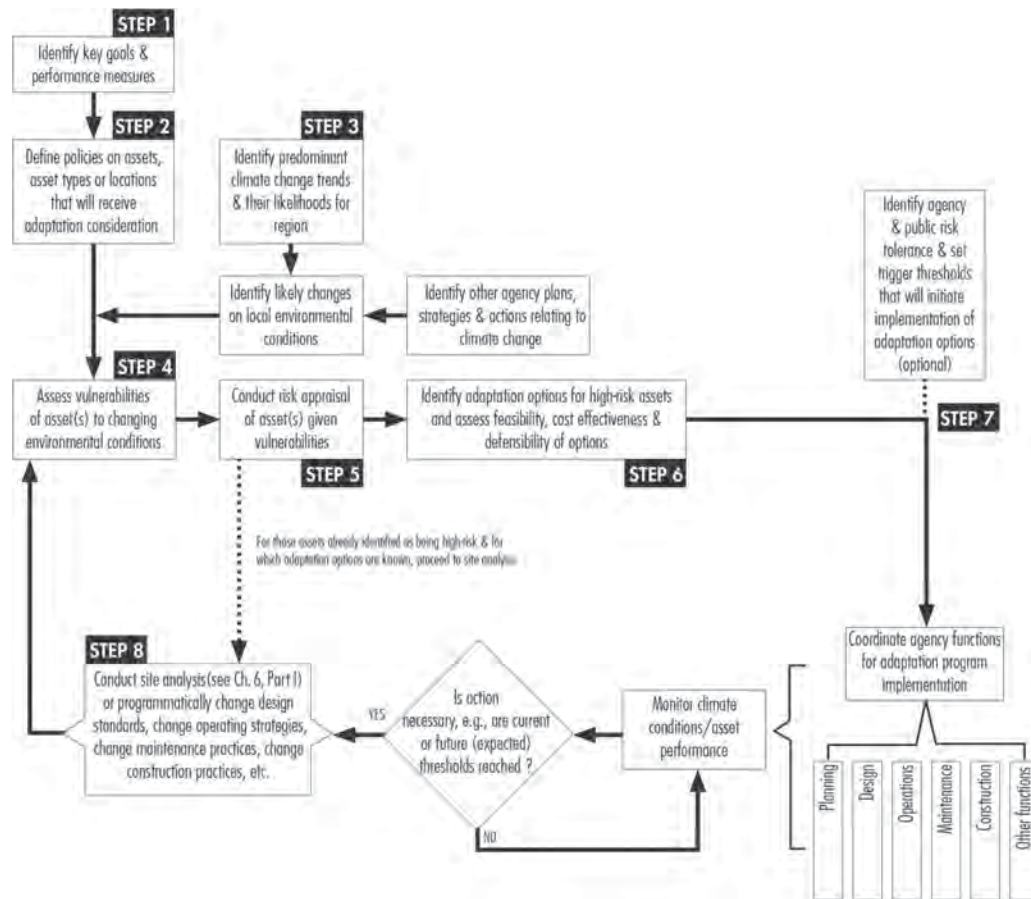 STEP 1
Identify key goals &
performance measures
STEP 2
Define policies on assets,
asset types or locations
that will receive
adaptation consideration
STEP 3
Identify predominant
climate change trends
& their likelihoods for
region
Identify likely changes
on local environmental
conditions
Identify other agency plans,
strategies & actions relating to
climate change
Identify agency
& public risk
tolerance & set
trigger thresholds
that will initiate
implementation of
adaptation options
(optional)
STEP 4
Assess vulnerabilities
of asset(s) to changing
environmental conditions
Conduct risk appraisal
of asset(s) given
vulnerabilities
STEP 5
Identify adaptation options for high-risk assets
and assess feasibility, cost effectiveness &
defensibility of options
STEP 6
STEP 7
For those assets already identified as being high-risk & for
which adaptation options are known, proceed to site analysis
STEP 8
Conduct site analysis(see Ch. 6, Part I)
or programmatically change design
standards, change operating strategies,
change maintenance practices, change
construction practices, etc.
YES
Is action
necessary, e.g., are current
or future (expected)
thresholds reached ?
NO
Monitor climate
conditions/asset
performance
Coordinate agency functions
for adaptation program
implementation
Planning
Design
Operations
Maintenance
Construction
Other functions